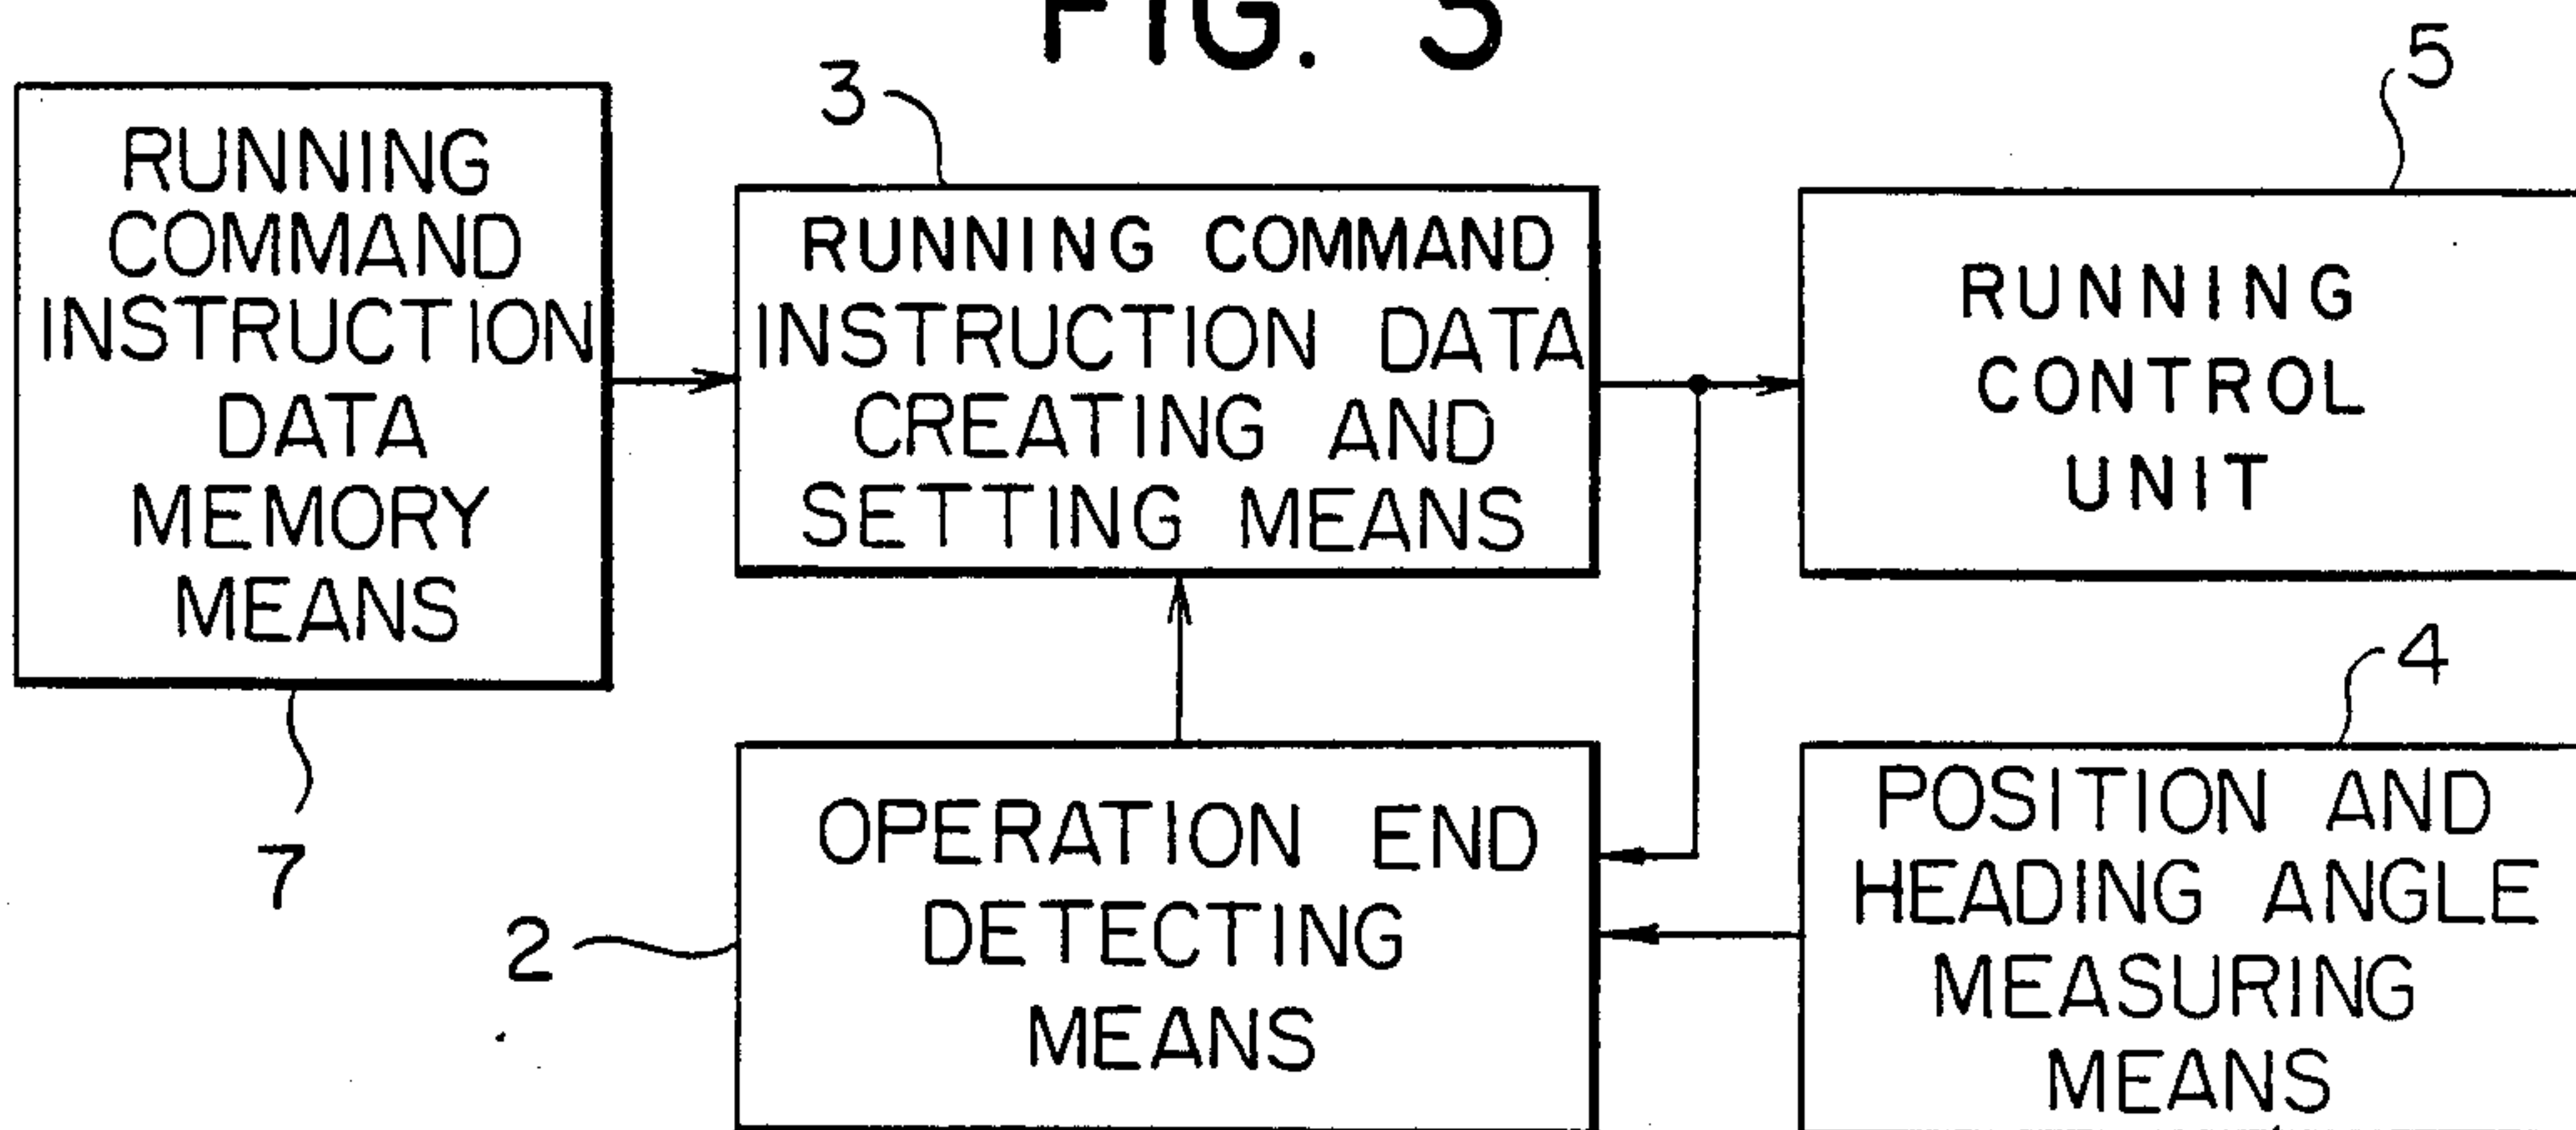 FIG.
3
5
RUNNING
COMMAND
INSTRUCTION
DATA
MEMORY
MEANS
RUNNING COMMAND
INSTRUCTION DATA
CREATING AND
SETTING MEANS
RUNNING
CONTROL
UNIT
4
7
2
OPERATION END
DETECTING
MEANS
POSITION AND
HEADING ANGLE
MEASURING
MEANS